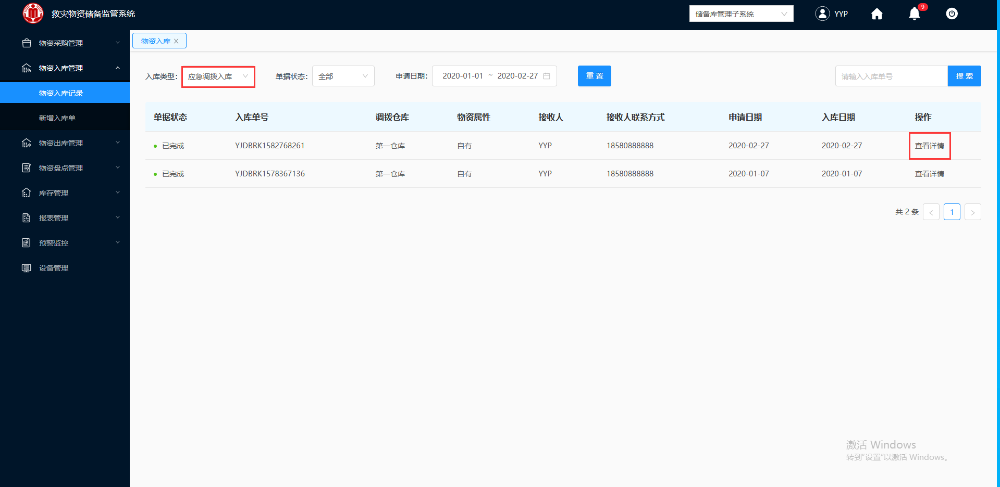 救灾物资储备监管系统
储备库管理子系统
YYP
9
物资采购管理
物资入库管理
物资入库记录
新增入库单
物资出库管理
物资盘点管理
库存管理
报表管理
预警监控
设备管理
物资入库 X
入库类型: 应急调拨入库 单据状态: 全部 申请日期: 2020-01-01 ~ 2020-02-27 重 置 请输入入库单号 搜 索
单据状态 入库单号 调拨仓库 物资属性 接收人 接收人联系方式 申请日期 入库日期 操作
已完成 YJDBRK1582768261 第一仓库 自有 YYP 18580888888 2020-02-27 2020-02-27 查看详情
已完成 YJDBRK1578367136 第一仓库 自有 YYP 18580888888 2020-01-07 2020-01-07 查看详情
共 2 条 < 1 >
激活 Windows
转到“设置”以激活 Windows。